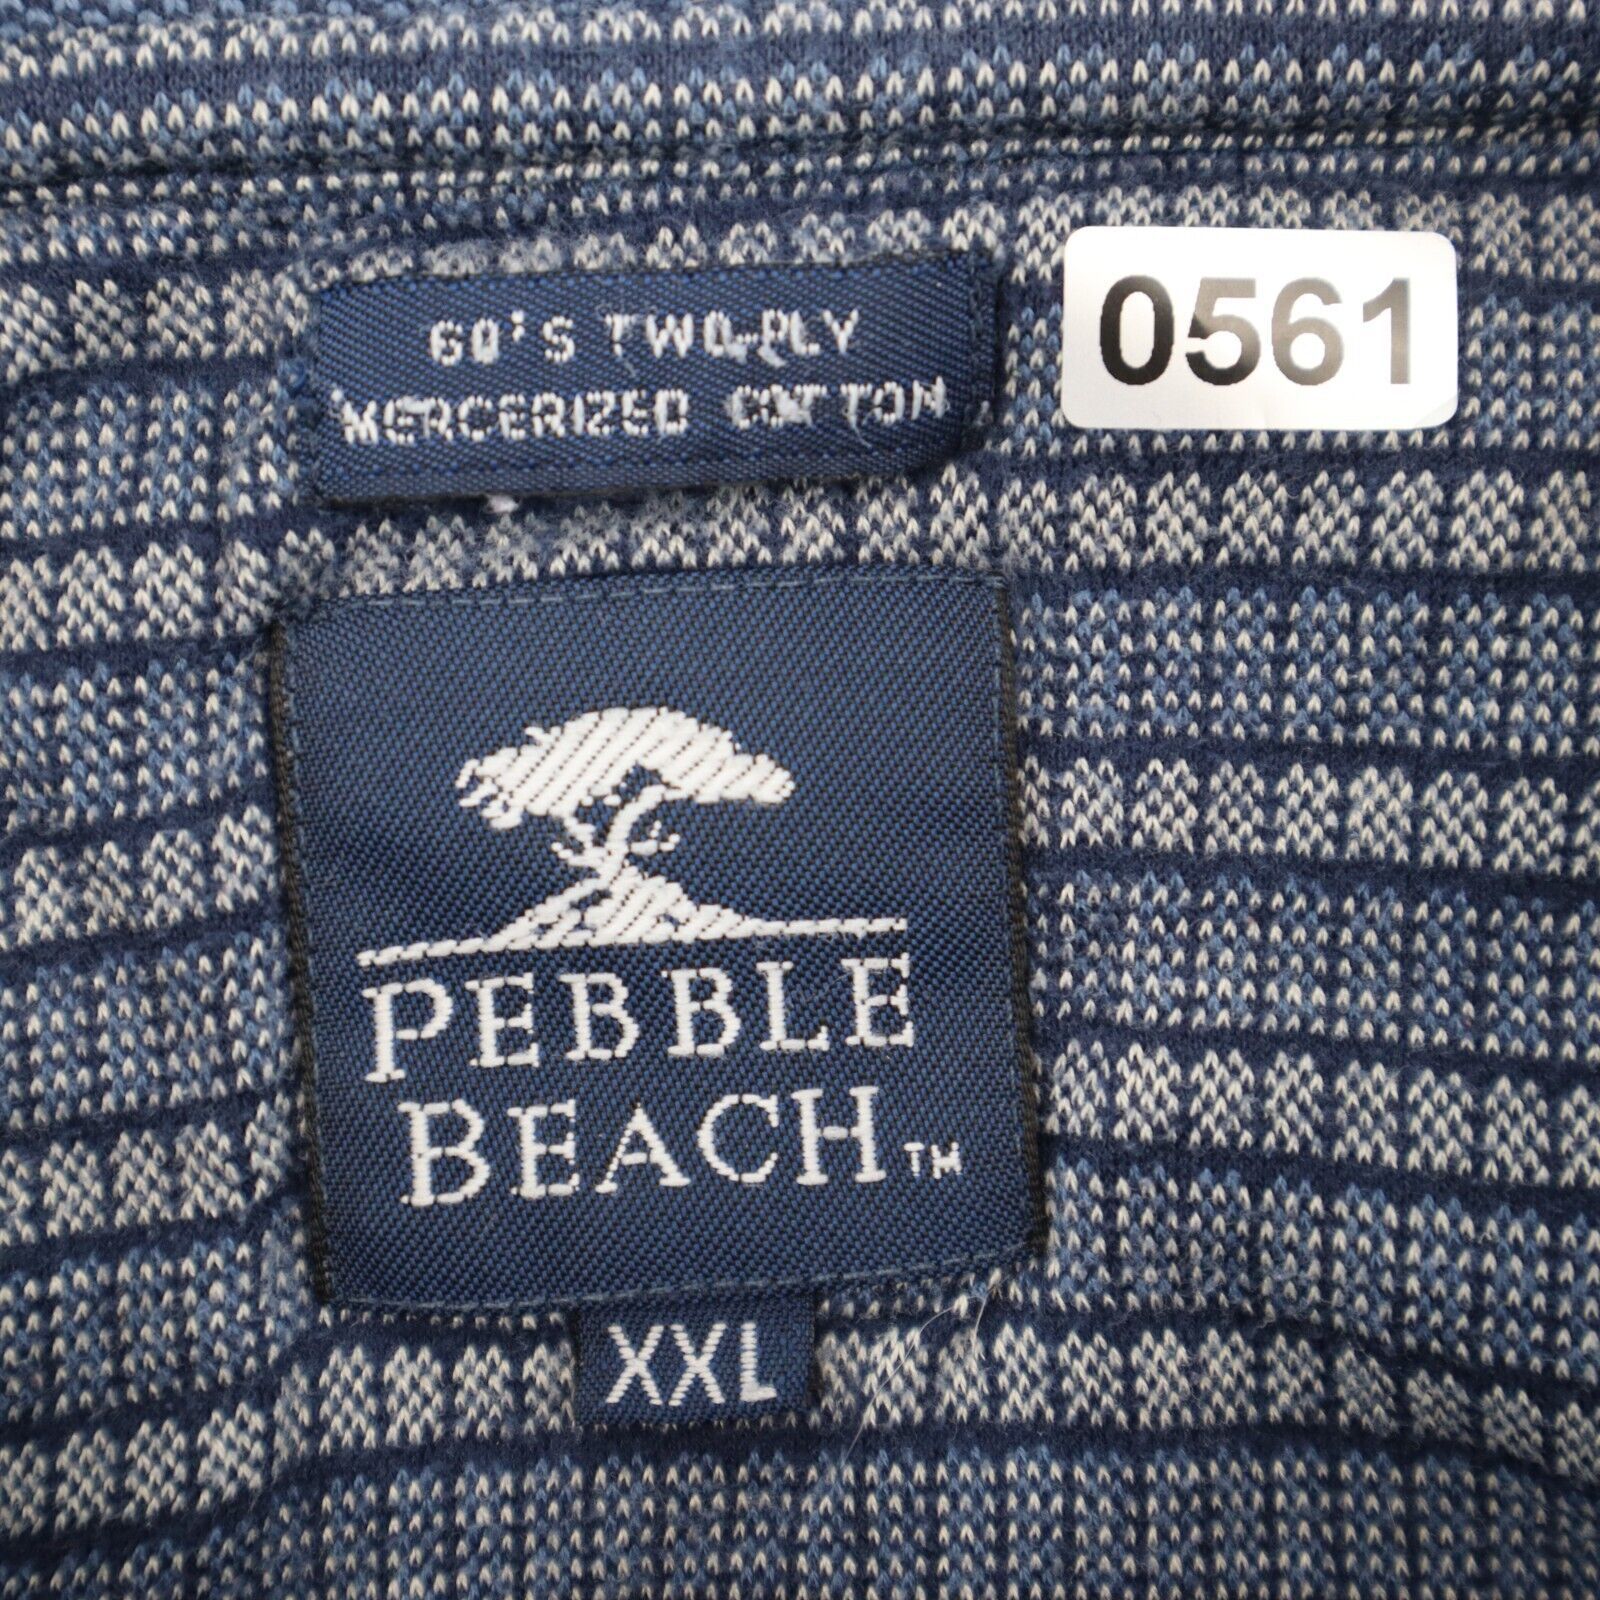 60'S TWO-PLY
MERCERIZED COTTON
0561
PEBBLE
BEACH™
XXL